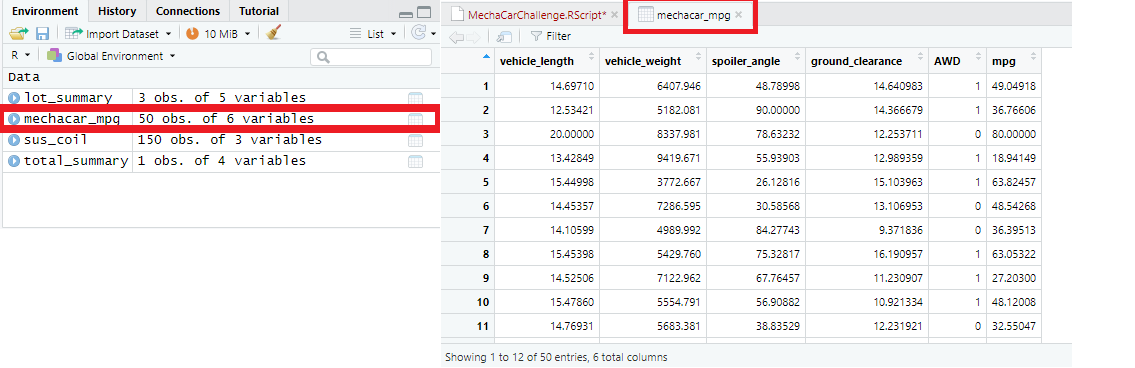 Environment History Connections Tutorial
Import Dataset 10 MiB List
R Global Environment
Data
lot_summary 3 obs. of 5 variables
mechacar_mpg 50 obs. of 6 variables
sus_coil 150 obs. of 3 variables
total_summary 1 obs. of 4 variables
MechaCarChallenge.RScript* × mechacar_mpg ×
Filter
vehicle_length vehicle_weight spoiler_angle ground_clearance AWD mpg
1 14.69710 6407.946 48.78998 14.640983 1 49.04918
2 12.53421 5182.081 90.00000 14.366679 1 36.76606
3 20.00000 8337.981 78.63232 12.253711 0 80.00000
4 13.42849 9419.671 55.93903 12.989359 1 18.94149
5 15.44998 3772.667 26.12816 15.103963 1 63.82457
6 14.45357 7286.595 30.58568 13.106953 0 48.54268
7 14.10599 4989.992 84.27743 9.371836 0 36.39513
8 15.45398 5429.760 75.32817 16.190957 1 63.05322
9 14.52506 7122.962 67.76457 11.230907 1 27.20300
10 15.47860 5554.791 56.90882 10.921334 1 48.12008
11 14.76931 5683.381 38.83529 12.231921 0 32.55047
Showing 1 to 12 of 50 entries, 6 total columns